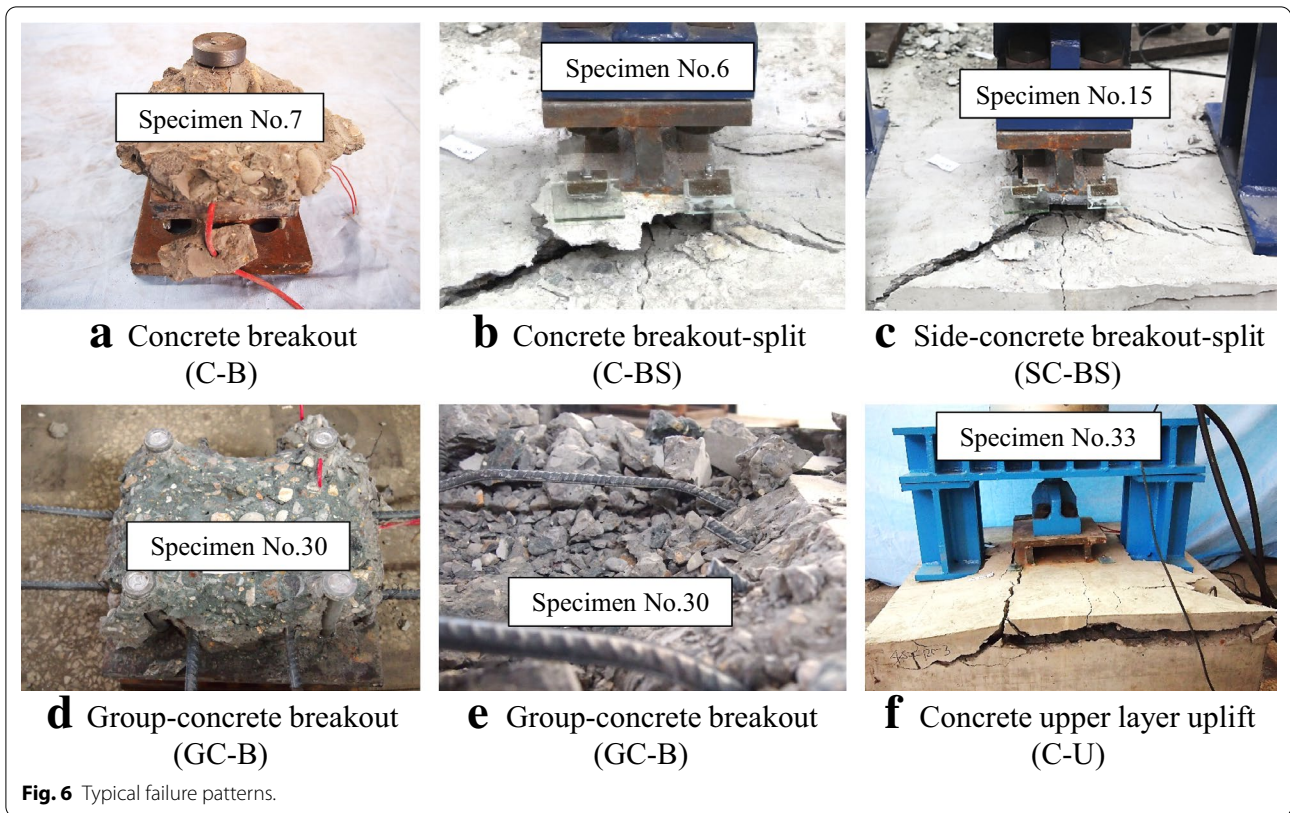 Specimen No.7
Specimen No.6
Specimen No.15
a Concrete breakout
(C-B)
b Concrete breakout-split
(C-BS)
c Side-concrete breakout-split
(SC-BS)
Specimen No.30
Specimen No.30
Specimen No.33
d Group-concrete breakout
(GC-B)
e Group-concrete breakout
(GC-B)
f Concrete upper layer uplift
(C-U)
Fig. 6 Typical failure patterns.